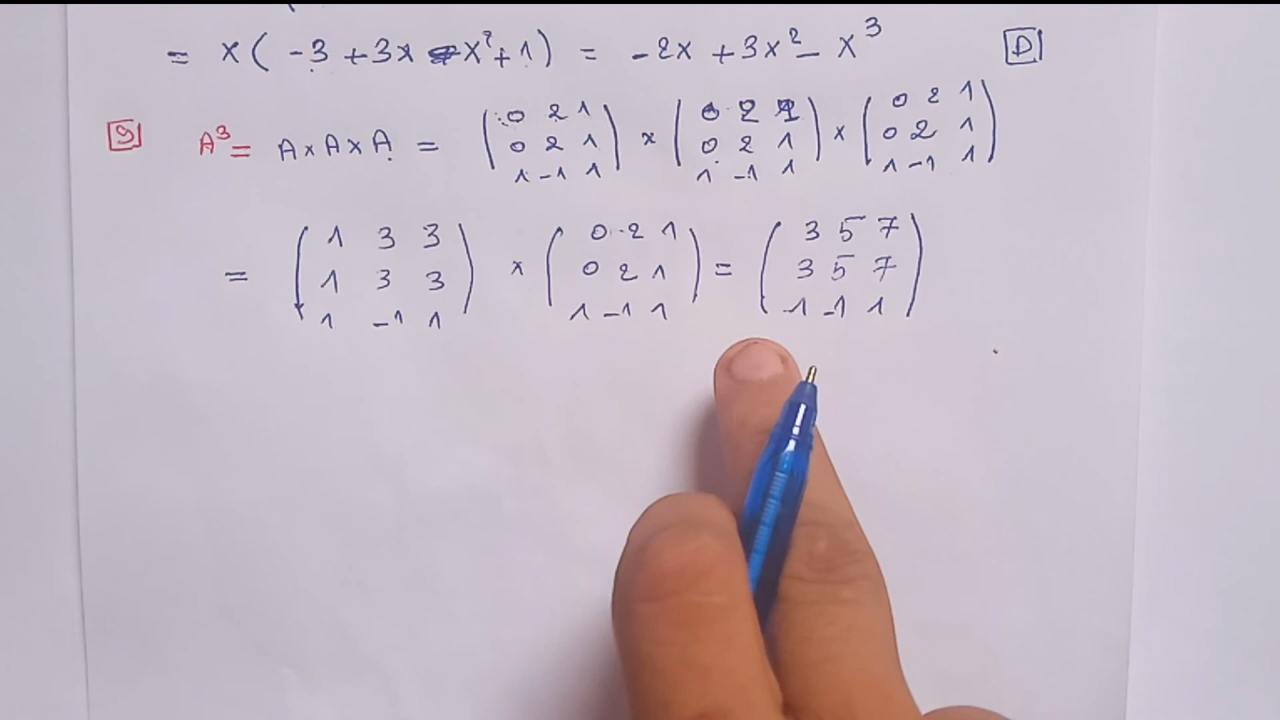 = x ( -3 + 3x - x² + 1 ) = - 2x + 3x² - x³ D
9 A³ = A x A x A = ( 0 2 1 ) x ( 0 2 1 ) x ( 0 2 1 )
0 2 1 0 2 1 0 2 1
1 -1 1 1 -1 1 1 -1 1
= ( 1 3 3 ) x ( 0 2 1 ) = ( 3 5 7 )
1 3 3 0 2 1 3 5 7
1 -1 1 1 -1 1 -1 -1 1